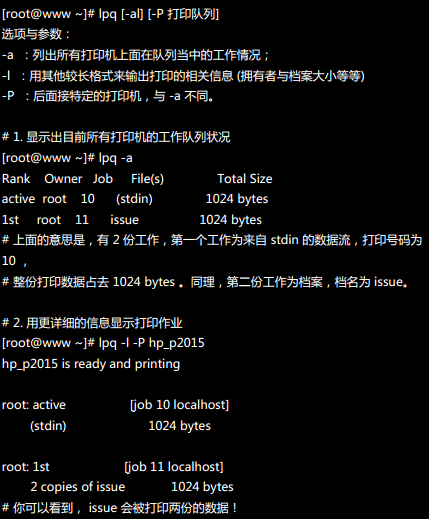 [root@www ~]# lpq [-al] [-P 打印队列]
选项与参数：
-a ：列出所有打印机上面在队列当中的工作情况；
-l ：用其他较长格式来输出打印的相关信息 (拥有者与档案大小等等)
-P ：后面接特定的打印机，与 -a 不同。
# 1. 显示出目前所有打印机的工作队列状况
[root@www ~]# lpq -a
Rank Owner Job File(s) Total Size
active root 10 (stdin) 1024 bytes
1st root 11 issue 1024 bytes
# 上面的意思是，有 2 份工作，第一个工作为来自 stdin 的数据流，打印号码为
10 ，
# 整份打印数据占去 1024 bytes 。同理，第二份工作为档案，档名为 issue。
# 2. 用更详细的信息显示打印作业
[root@www ~]# lpq -l -P hp_p2015
hp_p2015 is ready and printing
root: active [job 10 localhost]
(stdin) 1024 bytes
root: 1st [job 11 localhost]
2 copies of issue 1024 bytes
# 你可以看到， issue 会被打印两份的数据！